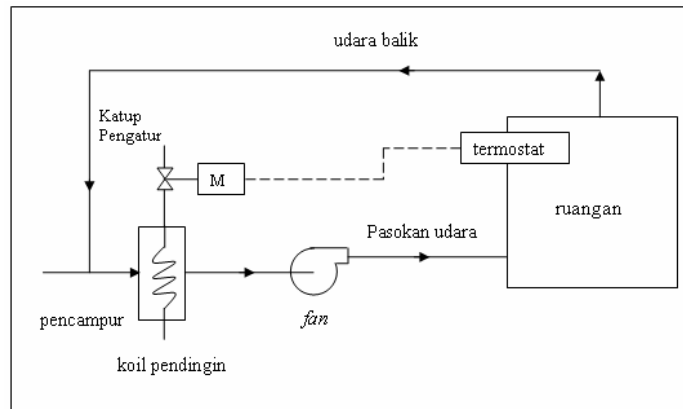 udara balik
Katup
Pengatur
termostat
M
ruangan
Pasokan udara
pencampur
fan
koil pendingin